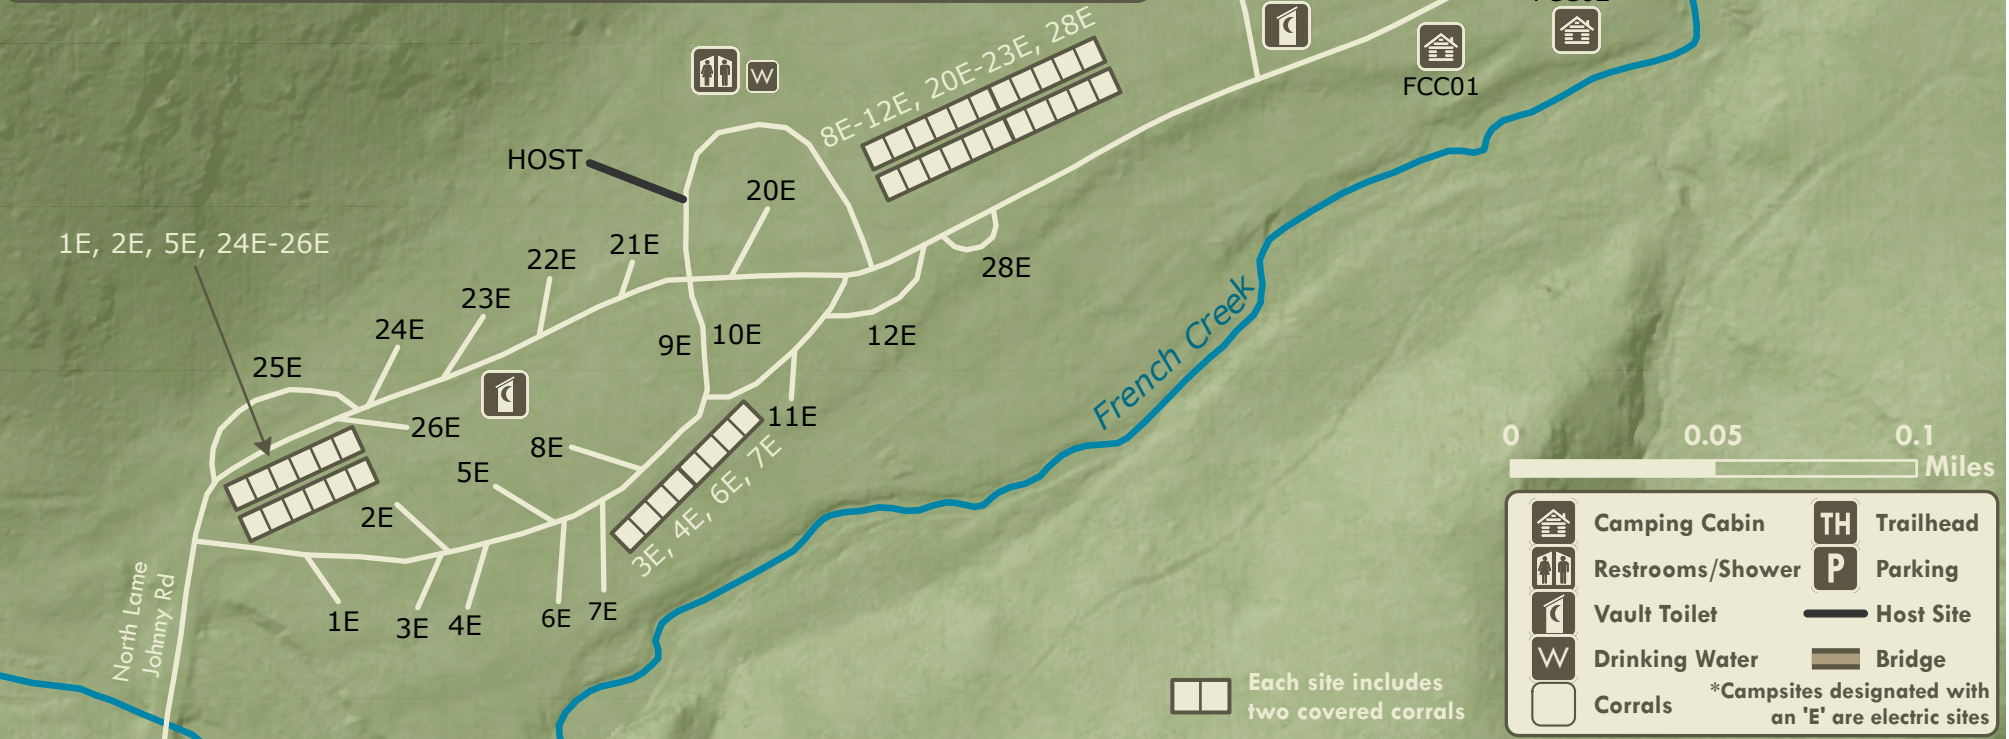 FCC01
8E-12E, 20E-23E, 28E
W
HOST
20E
1E, 2E, 5E, 24E-26E
21E
22E
28E
23E
24E
12E
9E
10E
25E
French Creek
11E
26E
8E
5E
2E
3E, 4E, 6E, 7E
1E
3E
4E
6E
7E
North Lame
Johnny Rd
0 0.05 0.1
Miles
Camping Cabin
TH Trailhead
Restrooms/Shower
P Parking
Vault Toilet
Host Site
W Drinking Water
Bridge
Corrals
*Campsites designated with
an 'E' are electric sites
Each site includes
two covered corrals